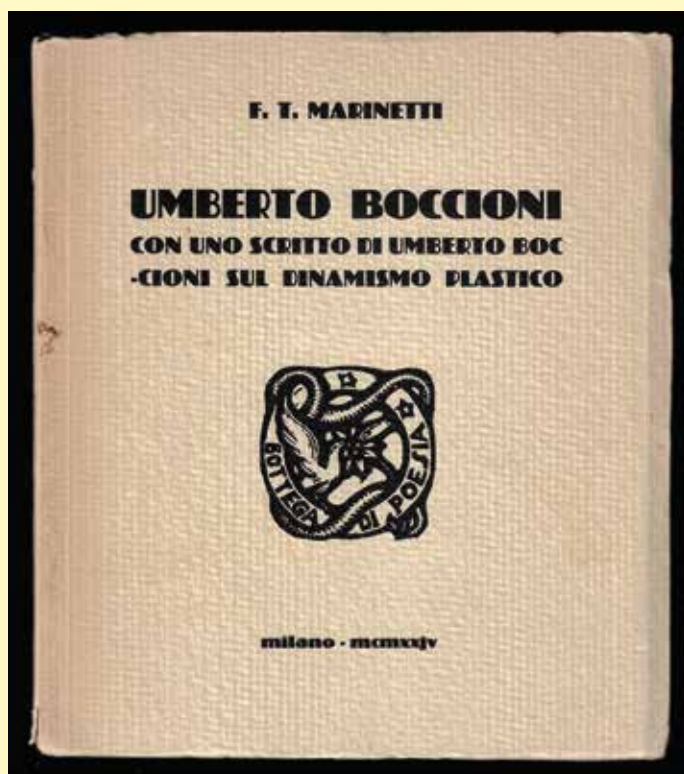 F. T. MARINETTI
UMBERTO BOCCIONI
CON UNO SCRITTO DI UMBERTO BOC
-CIONI SUL DINAMISMO PLASTICO
BOTTEGA DI POESIA
milano - mcmxxjv